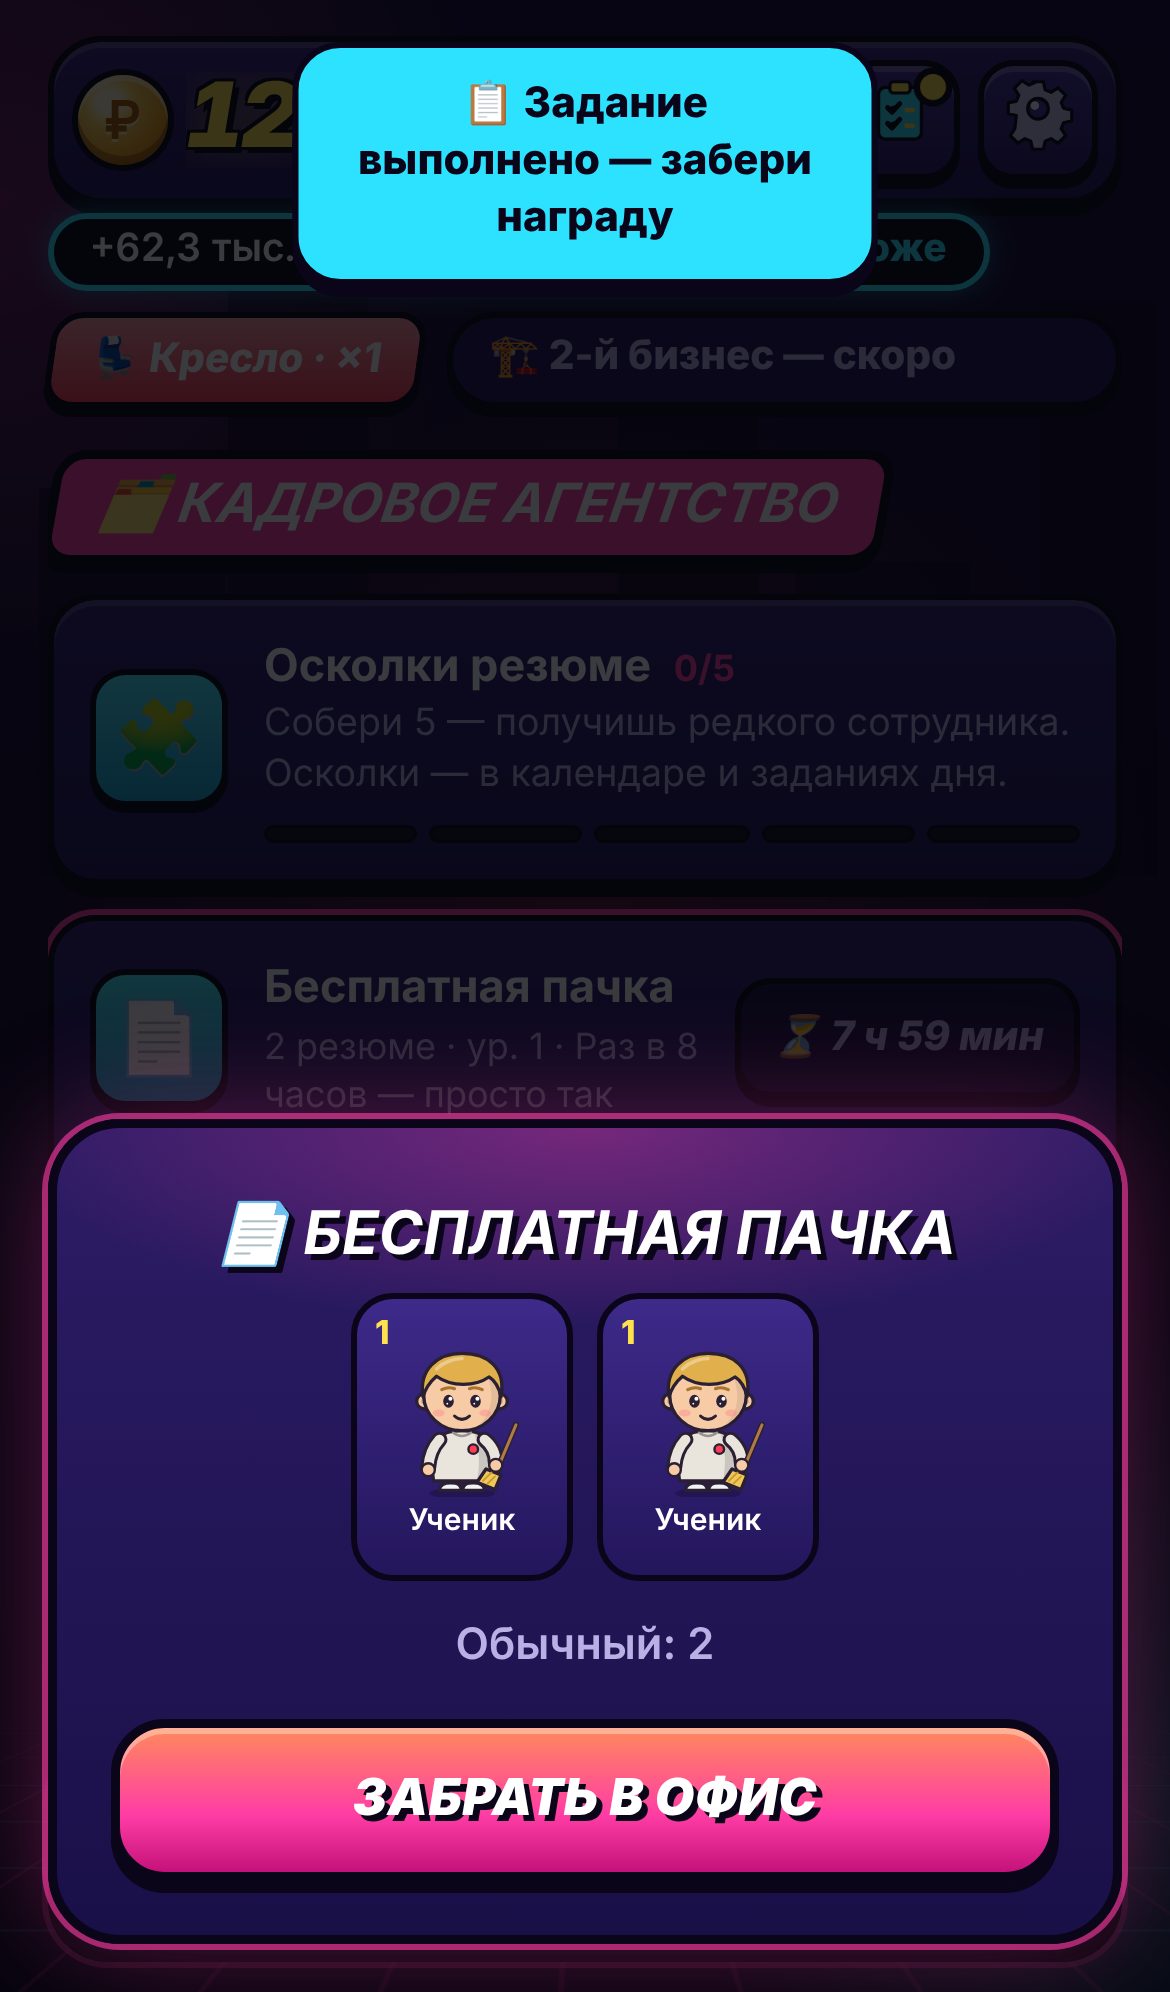 12
📋 Задание
выполнено — забери
награду
+62,3 тыс.
оже
💺 Кресло · ×1
🏗️ 2-й бизнес — скоро
🗂️ КАДРОВОЕ АГЕНТСТВО
Осколки резюме 0/5
Собери 5 — получишь редкого сотрудника.
Осколки — в календаре и заданиях дня.
Бесплатная пачка
2 резюме · ур. 1 · Раз в 8
часов — просто так
⏳ 7 ч 59 мин
📄 БЕСПЛАТНАЯ ПАЧКА
1
Ученик
1
Ученик
Обычный: 2
ЗАБРАТЬ В ОФИС